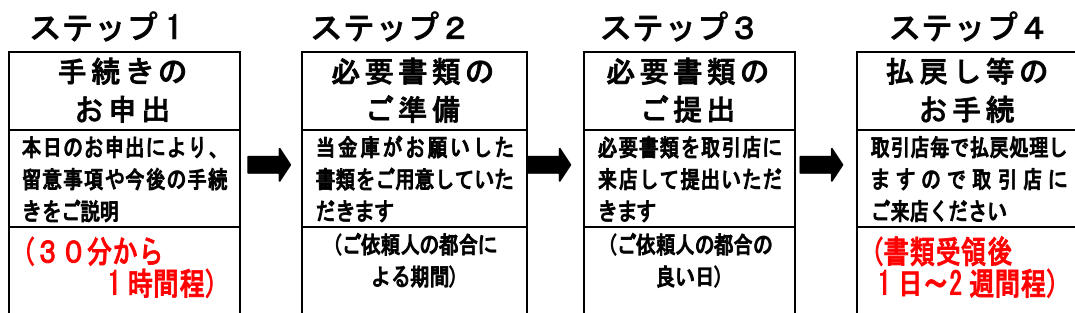 ステップ1
手続きの
お申出
本日のお申出により、
留意事項や今後の手続
きをご説明
(30分から
1時間程)
ステップ2
必要書類の
ご準備
当金庫がお願いした
書類をご用意していた
だきます
(ご依頼人の都合に
よる期間)
ステップ3
必要書類の
ご提出
必要書類を取引店に
来店して提出いただ
きます
(ご依頼人の都合の
良い日)
ステップ4
払戻し等の
お手続
取引店毎で払戻処理し
ますので取引店に
ご来店ください
(書類受領後
1日～2週間程)